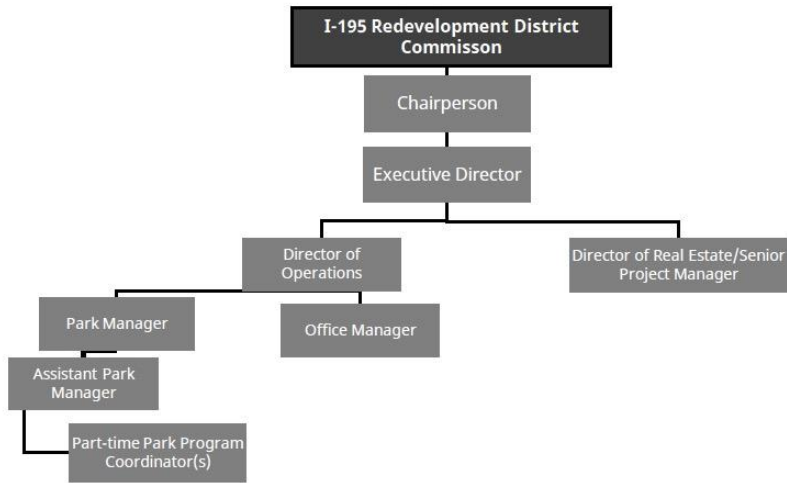 I-195 Redevelopment District
Commisson
Chairperson
Executive Director
Director of
Operations
Director of Real Estate/Senior
Project Manager
Park Manager
Office Manager
Assistant Park
Manager
Part-time Park Program
Coordinator(s)